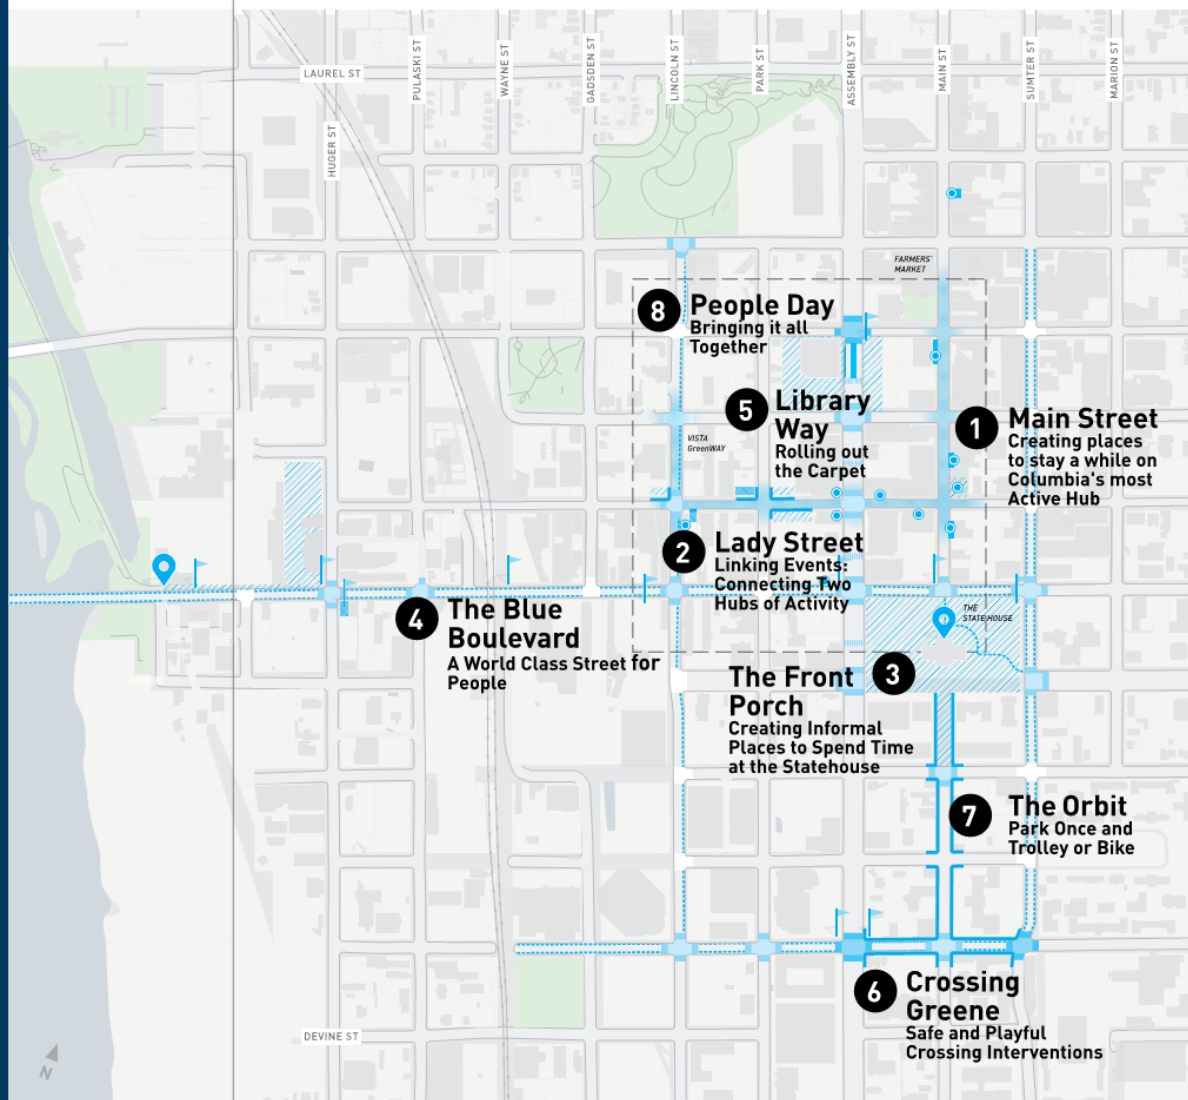 LAUREL ST
HUGER ST
PULASKI ST
WAYNE ST
GADSDEN ST
LINCOLN ST
PARK ST
ASSEMBLY ST
MAIN ST
SUMTER ST
MARION ST
FARMERS'
MARKET
8
People Day
Bringing it all
Together
5
Library
Way
Rolling out
the Carpet
VISTA
GreenWAY
1
Main Street
Creating places
to stay a while on
Columbia's most
Active Hub
2
Lady Street
Linking Events:
Connecting Two
Hubs of Activity
4
The Blue
Boulevard
A World Class Street for
People
THE
STATEHOUSE
3
The Front
Porch
Creating Informal
Places to Spend Time
at the Statehouse
7
The Orbit
Park Once and
Trolley or Bike
6
Crossing
Greene
Safe and Playful
Crossing Interventions
DEVINE ST
N